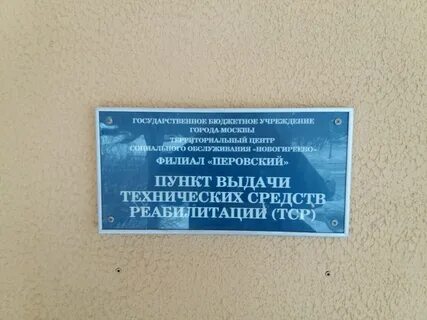 ГОСУДАРСТВЕННОЕ БЮДЖЕТНОЕ УЧРЕЖДЕНИЕ
ГОРОДА МОСКВЫ
ТЕРРИТОРИАЛЬНЫЙ ЦЕНТР
СОЦИАЛЬНОГО ОБСЛУЖИВАНИЯ «НОВОГИРЕЕВО»
ФИЛИАЛ «ПЕРОВСКИЙ»
ПУНКТ ВЫДАЧИ
ТЕХНИЧЕСКИХ СРЕДСТВ
РЕАБИЛИТАЦИИ (ТСР)